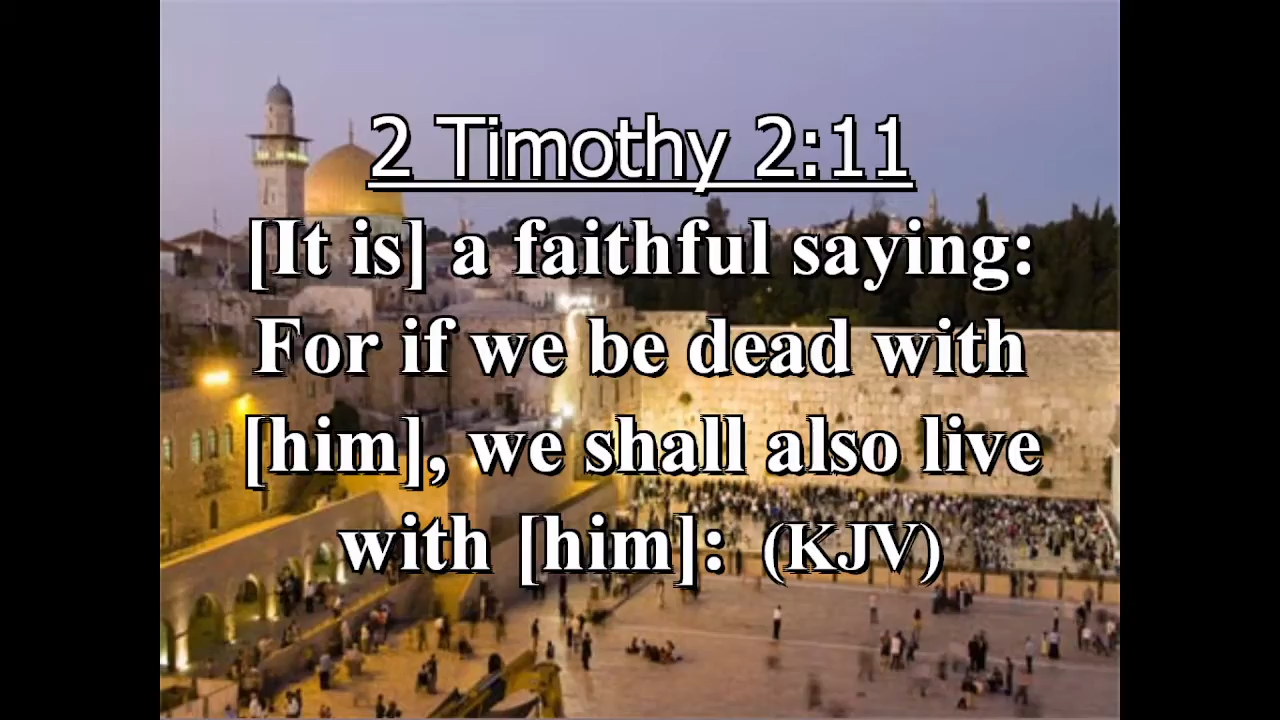 2 Timothy 2:11
[It is] a faithful saying:
For if we be dead with
[him], we shall also live
with [him]: (KJV)